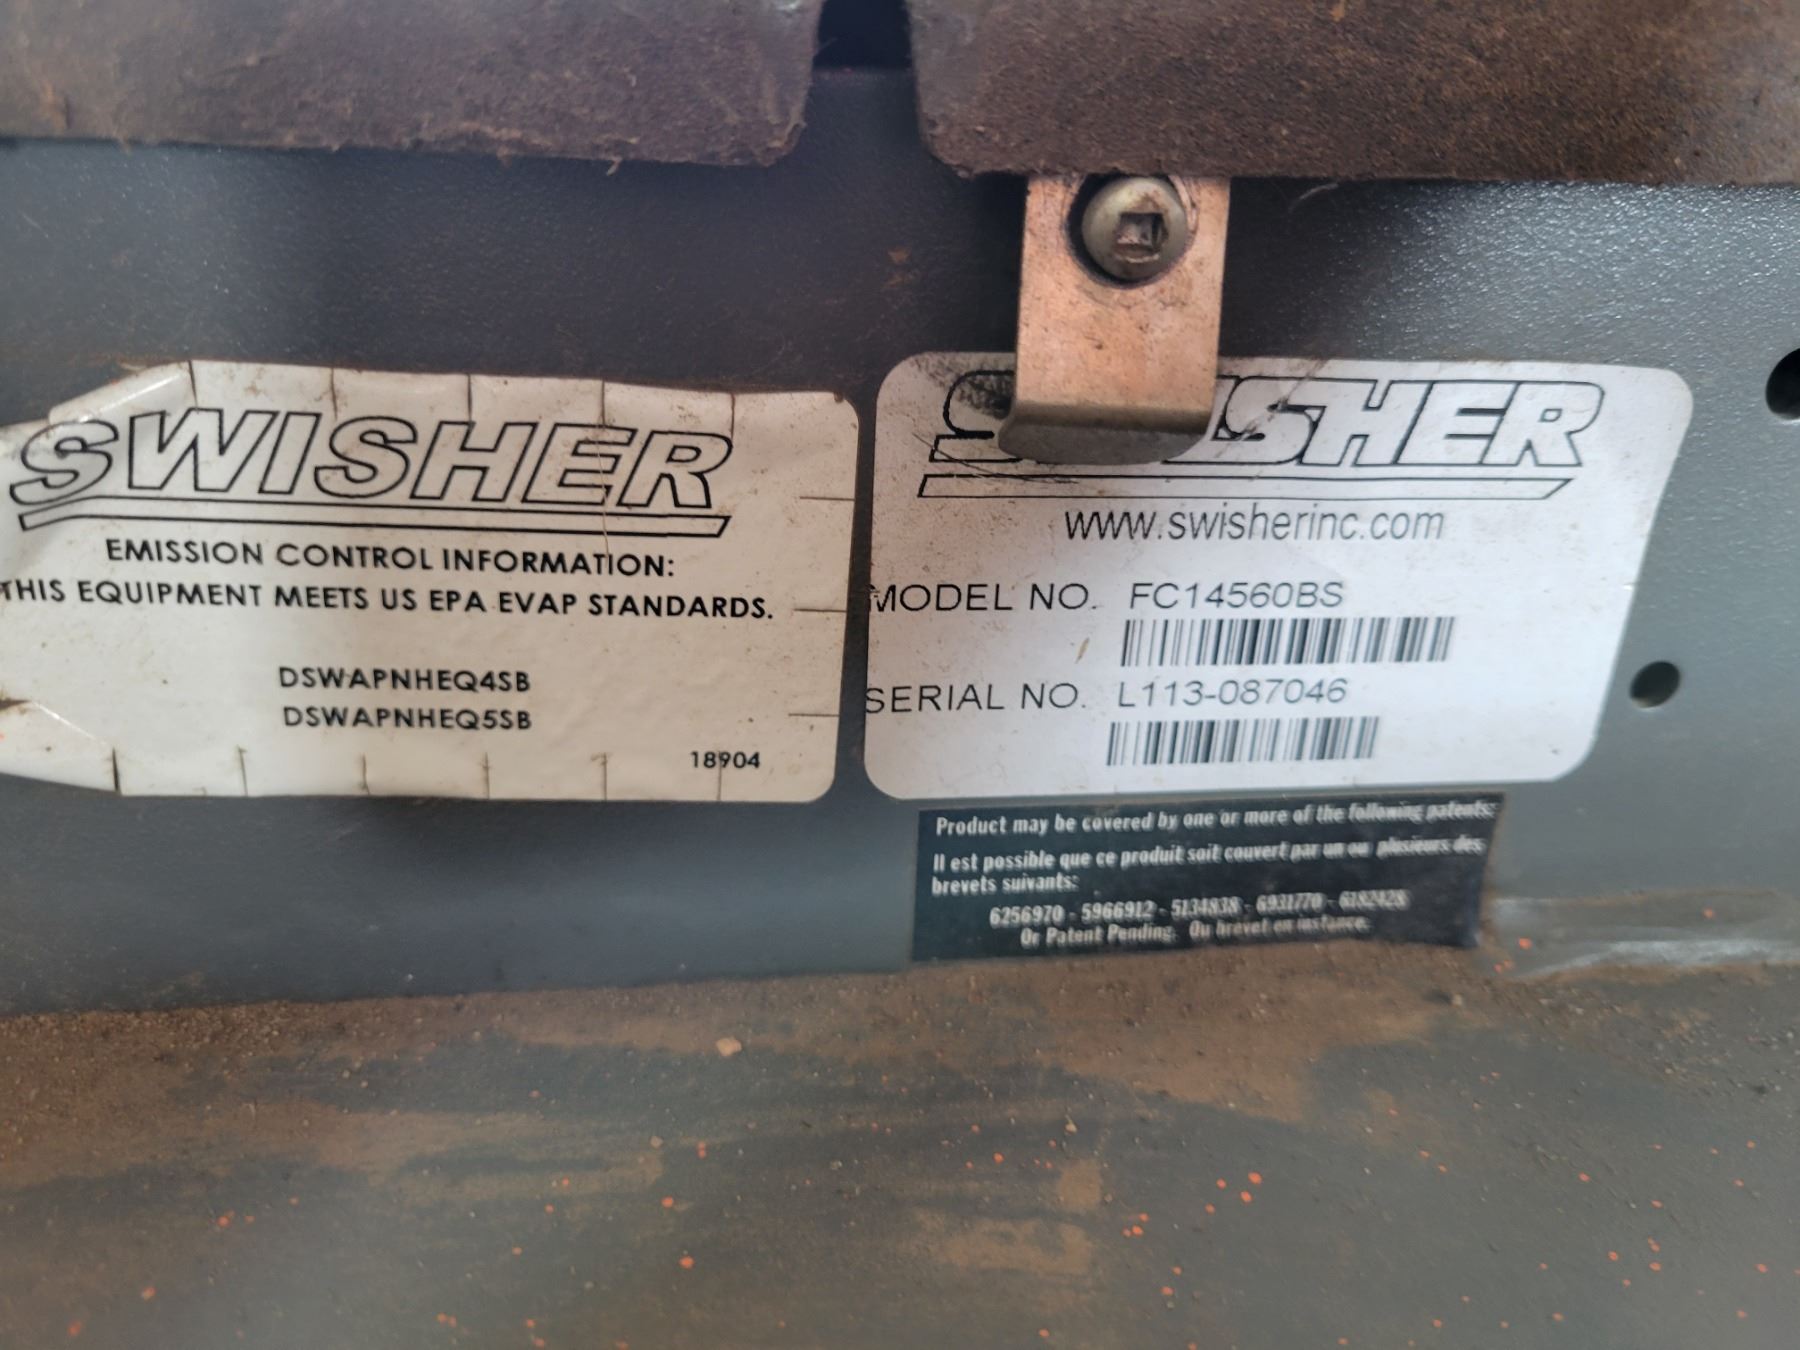 SWISHER
EMISSION CONTROL INFORMATION:
THIS EQUIPMENT MEETS US EPA EVAP STANDARDS.
DSWAPNHEQ4SB
DSWAPNHEQ5SB
18904
SWISHER
www.swisherinc.com
MODEL NO. FC14560BS
SERIAL NO. L113-087046
Product may be covered by one or more of the following patents:
Il est possible que ce produit soit couvert par un ou plusieurs des
brevets suivants:
6256970 - 5966912 - 5134838 - 6931770 - 6182428
Or Patent Pending. Ou brevet en instance.